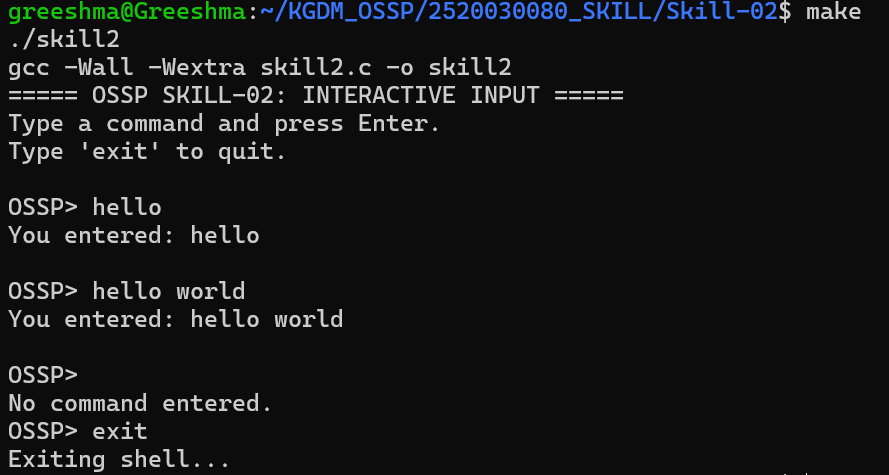 greeshma@Greeshma:~/KGDM_OSSP/2520030080_SKILL/Skill-02$ make
./skill2
gcc -Wall -Wextra skill2.c -o skill2
===== OSSP SKILL-02: INTERACTIVE INPUT =====
Type a command and press Enter.
Type 'exit' to quit.

OSSP> hello
You entered: hello

OSSP> hello world
You entered: hello world

OSSP>
No command entered.
OSSP> exit
Exiting shell...